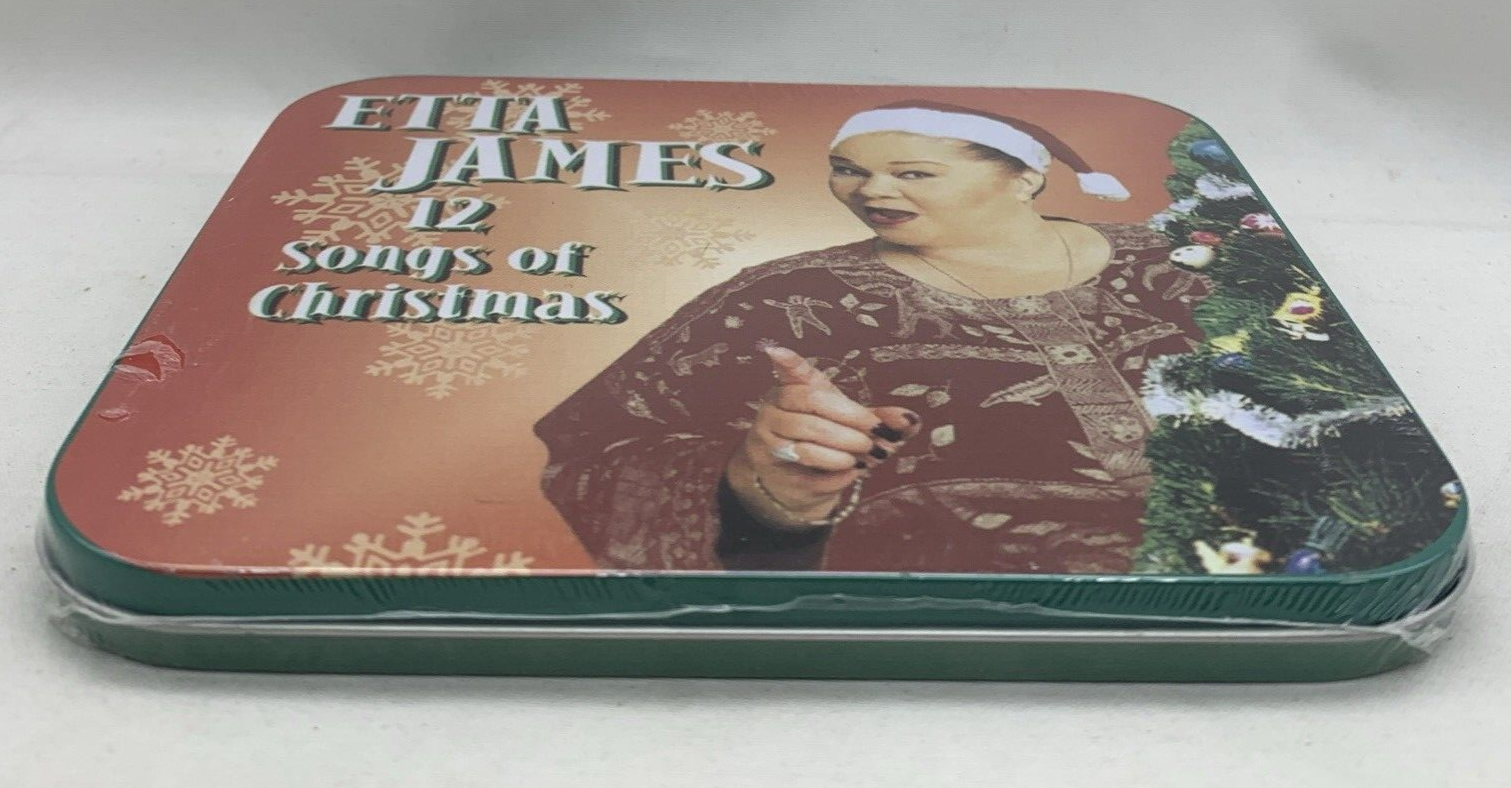 ETTA
JAMES
12
Songs of
Christmas